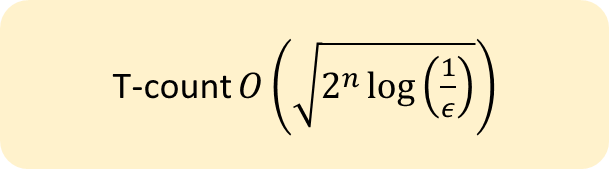 T-count O(√(2ⁿ log(1/ϵ)))